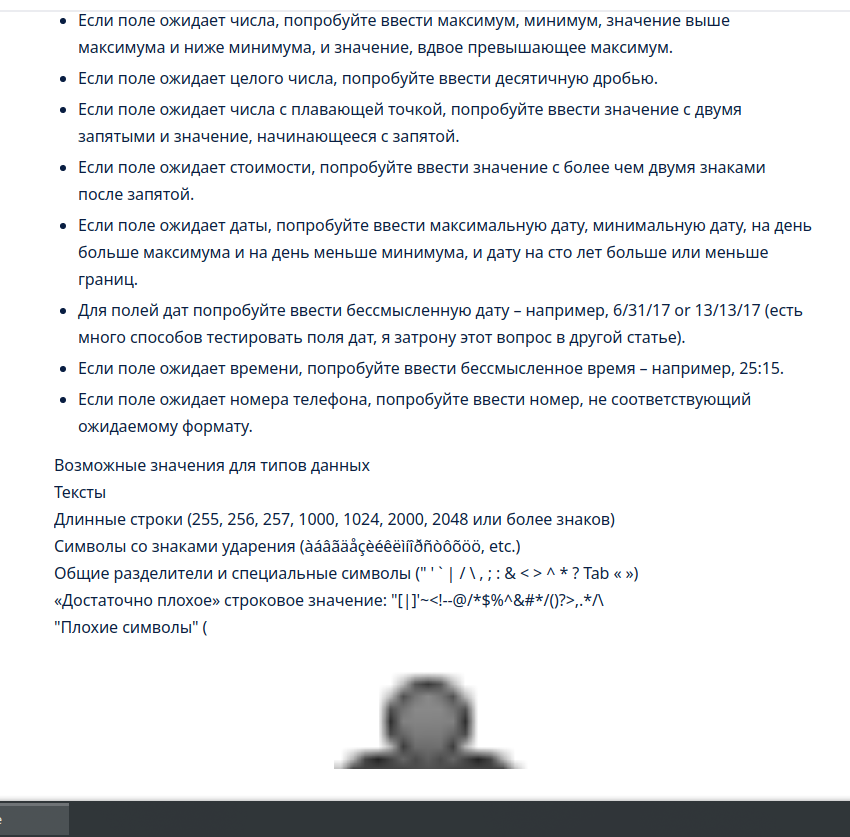 Если поле ожидает числа, попробуйте ввести максимум, минимум, значение выше
максимума и ниже минимума, и значение, вдвое превышающее максимум.
Если поле ожидает целого числа, попробуйте ввести десятичную дробью.
Если поле ожидает числа с плавающей точкой, попробуйте ввести значение с двумя
запятыми и значение, начинающееся с запятой.
Если поле ожидает стоимости, попробуйте ввести значение с более чем двумя знаками
после запятой.
Если поле ожидает даты, попробуйте ввести максимальную дату, минимальную дату, на день
больше максимума и на день меньше минимума, и дату на сто лет больше или меньше
границ.
Для полей дат попробуйте ввести бессмысленную дату – например, 6/31/17 or 13/13/17 (есть
много способов тестировать поля дат, я затрону этот вопрос в другой статье).
Если поле ожидает времени, попробуйте ввести бессмысленное время – например, 25:15.
Если поле ожидает номера телефона, попробуйте ввести номер, не соответствующий
ожидаемому формату.
Возможные значения для типов данных
Тексты
Длинные строки (255, 256, 257, 1000, 1024, 2000, 2048 или более знаков)
Символы со знаками ударения (àáâãäåçèéêëìíîðñòôõöö, etc.)
Общие разделители и специальные символы (" ' ` | / \ , ; : & < > ^ * ? Tab « »)
«Достаточно плохое» строковое значение: "[|]'~<!--@/*$%^&#*/()?>,.*/\
"Плохие символы" (
е